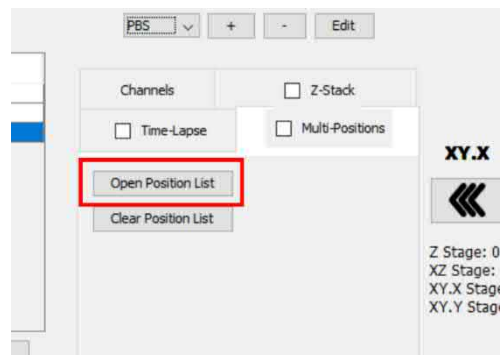 PBS + - Edit
Channels Z-Stack
Time-Lapse Multi-Positions
XY.X
Open Position List
Clear Position List
Z Stage: 0
XZ Stage:
XY.X Stage
XY.Y Stage